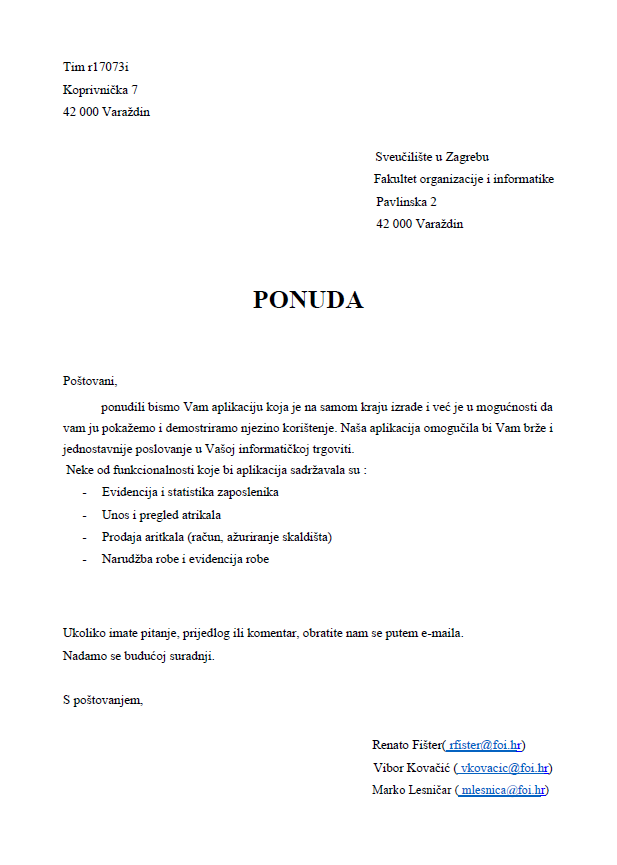 Tim r17073i
Koprivnička 7
42 000 Varaždin
Sveučilište u Zagrebu
Fakultet organizacije i informatike
Pavlinska 2
42 000 Varaždin
PONUDA
Poštovani,
ponudili bismo Vam aplikaciju koja je na samom kraju izrade i već je u mogućnosti da
vam ju pokažemo i demostriramo njezino korištenje. Naša aplikacija omogučila bi Vam brže i
jednostavnije poslovanje u Vašoj informatičkoj trgoviti.
Neke od funkcionalnosti koje bi aplikacija sadržavala su :
- Evidencija i statistika zaposlenika
- Unos i pregled atrikala
- Prodaja aritkala (račun, ažuriranje skaldišta)
- Narudžba robe i evidencija robe
Ukoliko imate pitanje, prijedlog ili komentar, obratite nam se putem e-maila.
Nadamo se budućoj suradnji.
S poštovanjem,
Renato Fišter( rfister@foi.hr)
Vibor Kovačić ( vkovacic@foi.hr)
Marko Lesničar ( mlesnica@foi.hr)